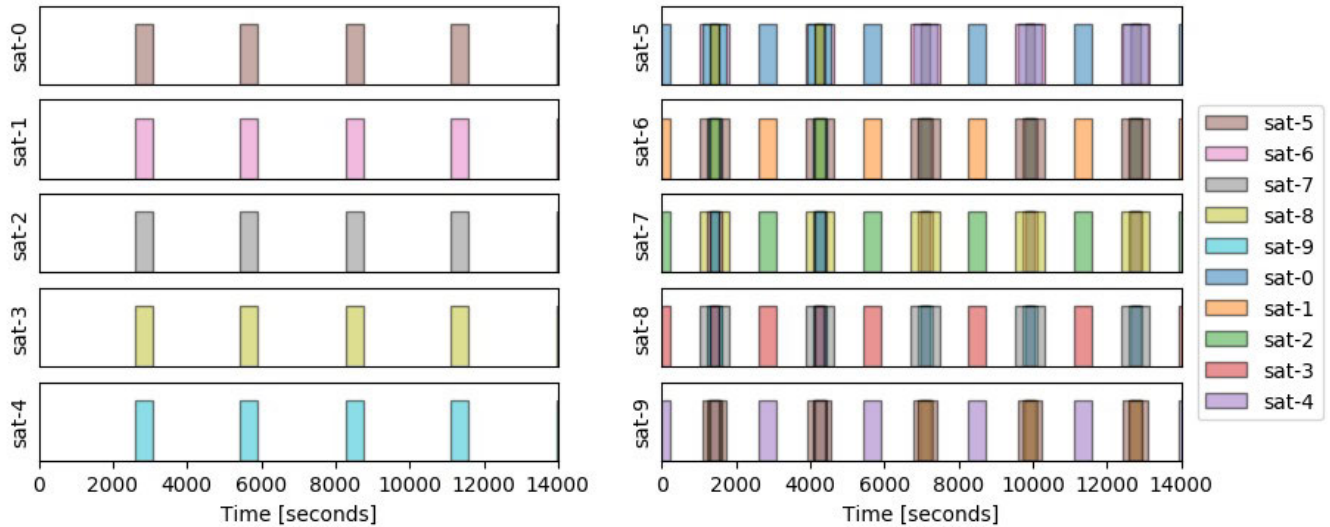 sat-0
sat-1
sat-2
sat-3
sat-4
0 2000 4000 6000 8000 10000 12000 14000
Time [seconds]
sat-5
sat-6
sat-7
sat-8
sat-9
0 2000 4000 6000 8000 10000 12000 14000
Time [seconds]
sat-5
sat-6
sat-7
sat-8
sat-9
sat-0
sat-1
sat-2
sat-3
sat-4